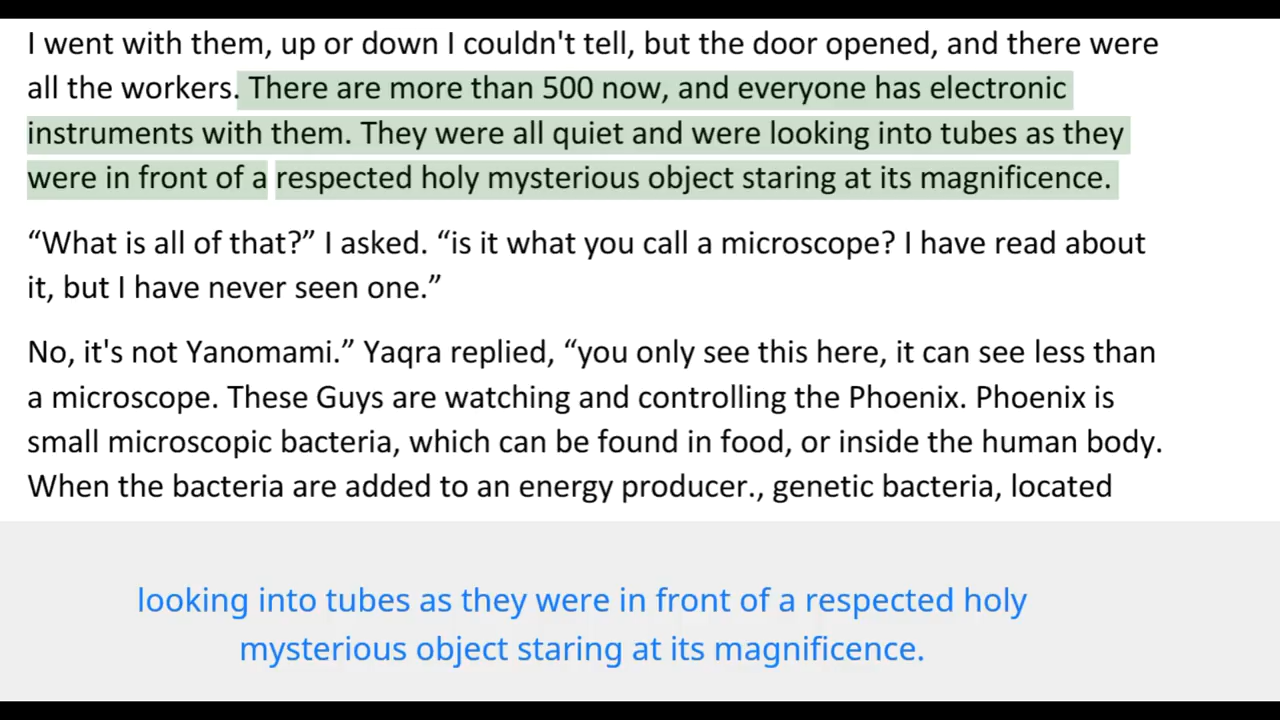 I went with them, up or down I couldn't tell, but the door opened, and there were
all the workers. There are more than 500 now, and everyone has electronic
instruments with them. They were all quiet and were looking into tubes as they
were in front of a respected holy mysterious object staring at its magnificence.
“What is all of that?” I asked. “is it what you call a microscope? I have read about
it, but I have never seen one.”
No, it's not Yanomami.” Yaqra replied, “you only see this here, it can see less than
a microscope. These Guys are watching and controlling the Phoenix. Phoenix is
small microscopic bacteria, which can be found in food, or inside the human body.
When the bacteria are added to an energy producer., genetic bacteria, located
looking into tubes as they were in front of a respected holy
mysterious object staring at its magnificence.